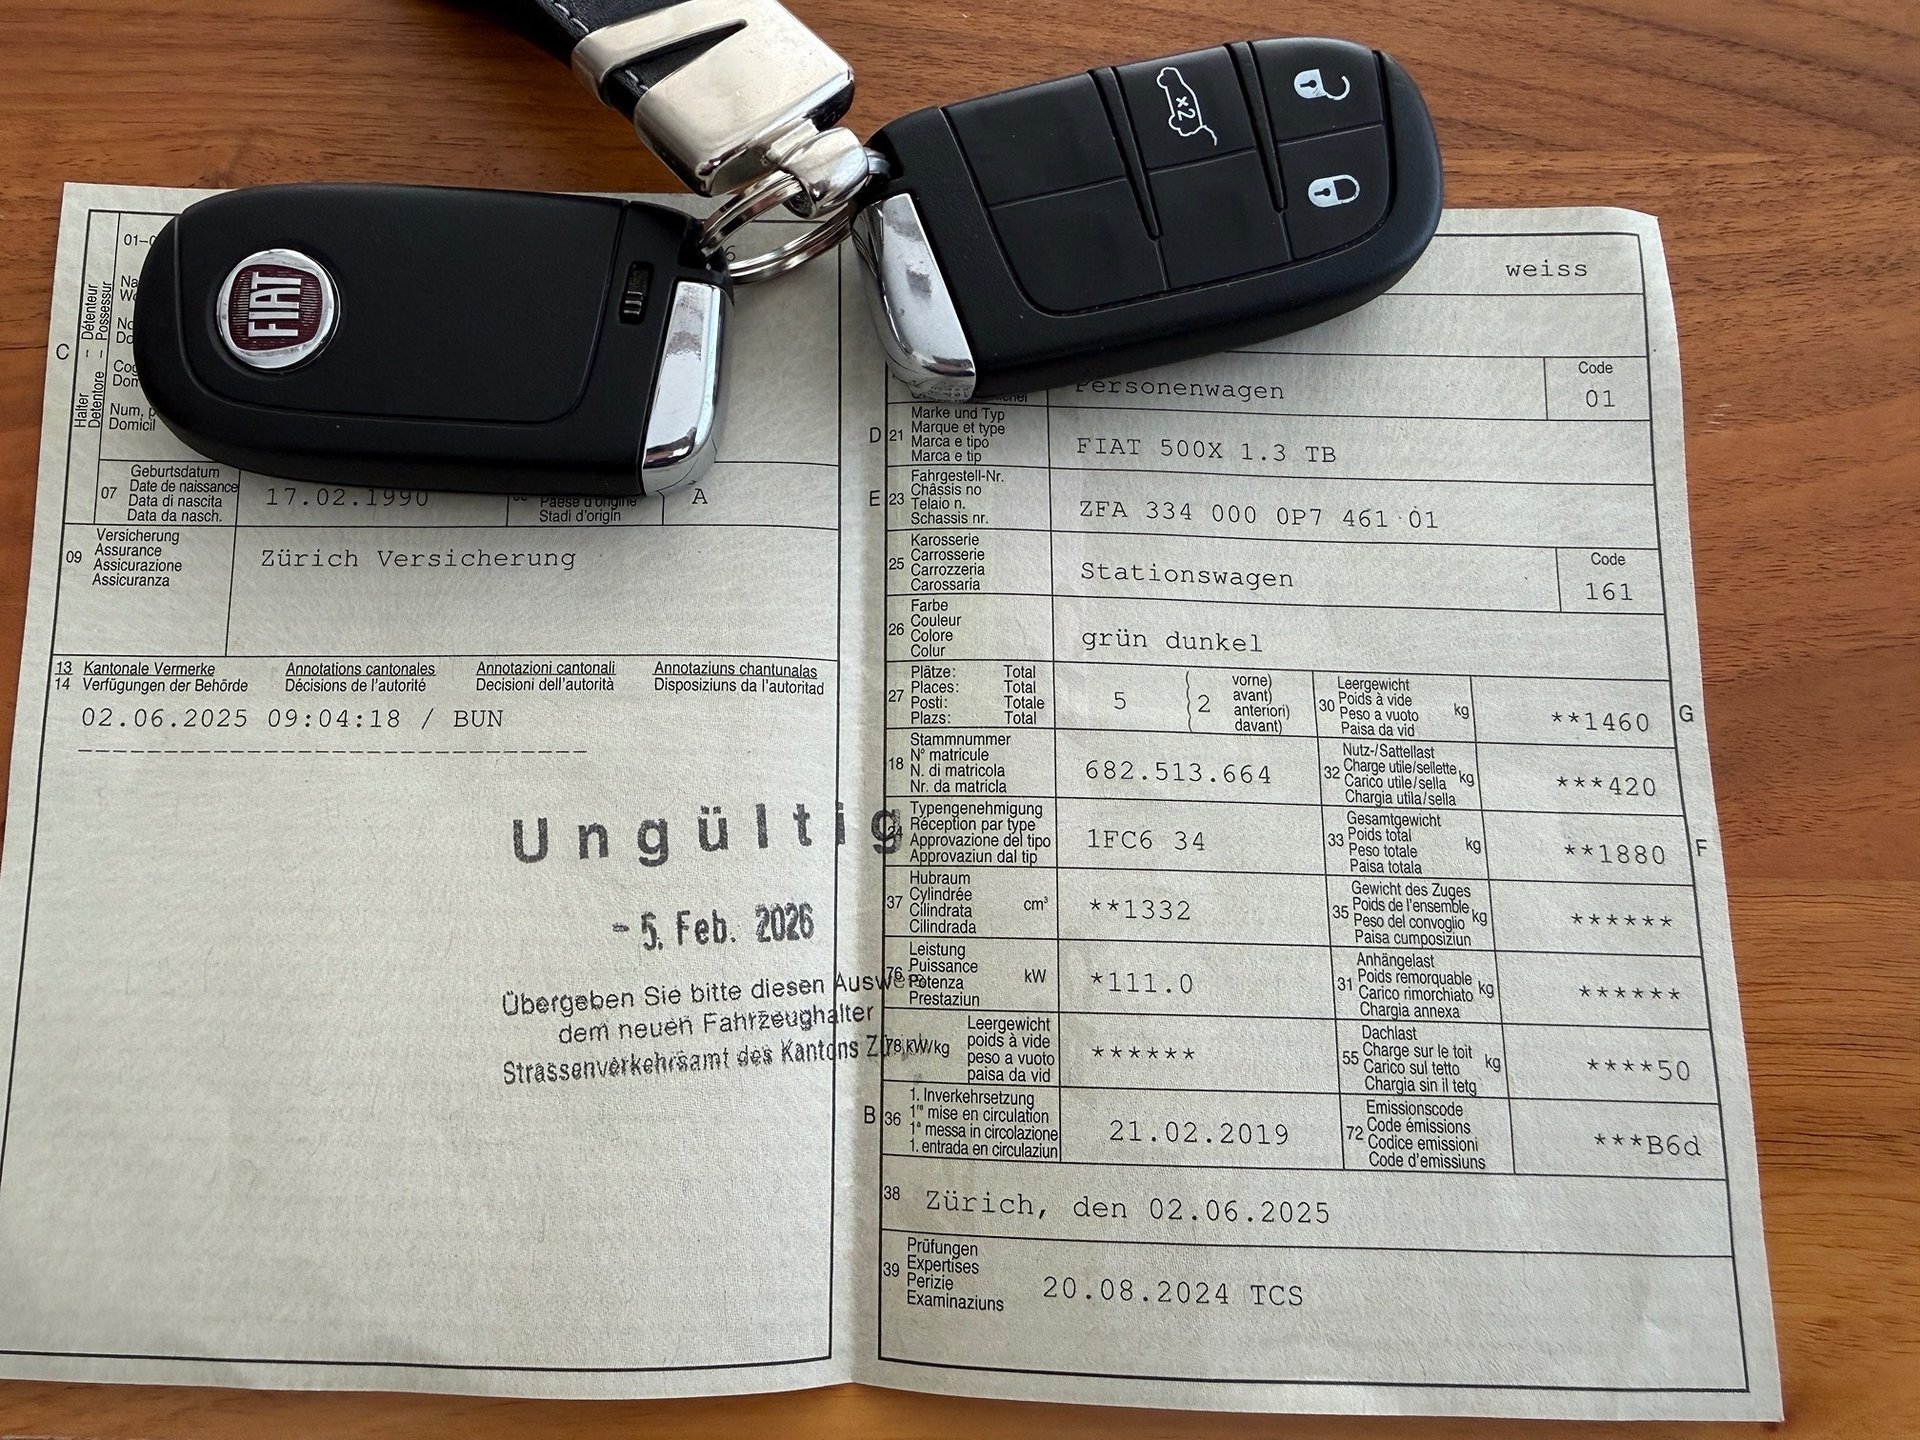 FIAT
x2
01–
6
weiss
Halter – Détenteur
Detentore – Possessur
C
Na
No
Do
Cog
Dom
Num, p
Domicil
07
Geburtsdatum
Date de naissance
Data di nascita
Data da nasch.
17.02.1990
Paese d'origine
Stadi d'origin
A
09
Versicherung
Assurance
Assicurazione
Assicuranza
Zürich Versicherung
13 Kantonale Vermerke Annotations cantonales Annotazioni cantonali Annotaziuns chantunalas
14 Verfügungen der Behörde Décisions de l'autorité Decisioni dell'autorità Disposiziuns da l'autoritad
02.06.2025 09:04:18 / BUN
------------------------------
Ungültig
- 5. Feb. 2026
Übergeben Sie bitte diesen Ausweis
dem neuen Fahrzeughalter
Strassenverkehrsamt des Kantons Zü
Personenwagen
Code
01
D 21
Marke und Typ
Marque et type
Marca e tipo
Marca e tip
FIAT 500X 1.3 TB
E 23
Fahrgestell-Nr.
Châssis no
Telaio n.
Schassis nr.
ZFA 334 000 0P7 461 01
25
Karosserie
Carrosserie
Carrozzeria
Carossaria
Stationswagen
Code
161
26
Farbe
Couleur
Colore
Colur
grün dunkel
27
Plätze: Total
Places: Total
Posti: Totale
Plazs: Total
5
2
vorne)
avant)
anteriori)
davant)
30
Leergewicht
Poids à vide
Peso a vuoto
Paisa da vid
kg
**1460
G
18
Stammnummer
N° matricule
N. di matricola
Nr. da matricla
682.513.664
32
Nutz-/Sattellast
Charge utile/sellette
Carico utile/sella
Chargia utila/sella
kg
***420
24
Typengenehmigung
Réception par type
Approvazione del tipo
Approvaziun dal tip
1FC6 34
33
Gesamtgewicht
Poids total
Peso totale
Paisa totala
kg
**1880
F
37
Hubraum
Cylindrée
Cilindrata
Cilindrada
cm³
**1332
35
Gewicht des Zuges
Poids de l'ensemble
Peso del convoglio
Paisa cumposiziun
kg
******
76
Leistung
Puissance
Potenza
Prestaziun
kW
*111.0
31
Anhängelast
Poids remorquable
Carico rimorchiato
Chargia annexa
kg
******
78 kW/kg
Leergewicht
poids à vide
peso a vuoto
paisa da vid
******
55
Dachlast
Charge sur le toit
Carico sul tetto
Chargia sin il tetg
kg
****50
B 36
1. Inverkehrsetzung
1re mise en circulation
1a messa in circolazione
1. entrada en circulaziun
21.02.2019
72
Emissionscode
Code émissions
Codice emissioni
Code d'emissiuns
***B6d
38
Zürich, den 02.06.2025
39
Prüfungen
Expertises
Perizie
Examinaziuns
20.08.2024 TCS